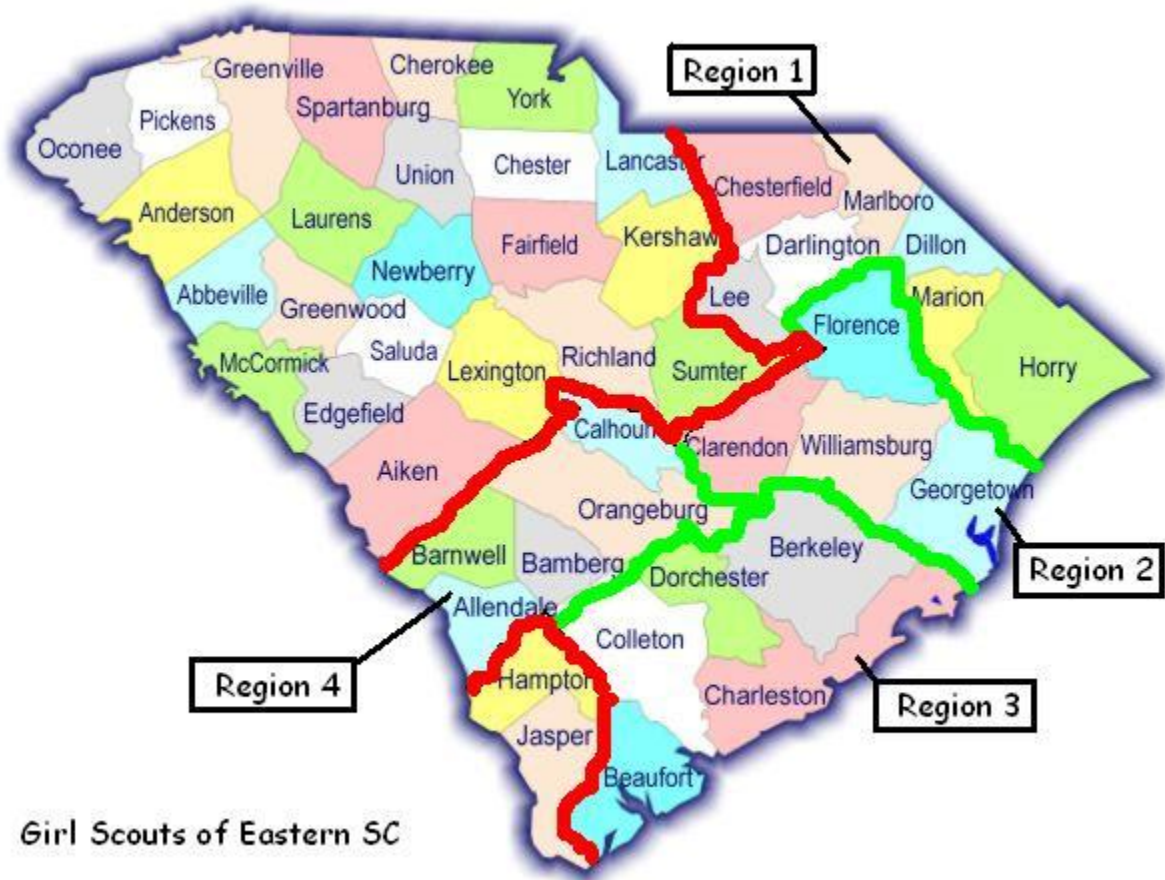 Region 1
Greenville
Cherokee
Spartanburg
York
Pickens
Oconee
Union
Chester
Lancaster
Chesterfield
Marlboro
Anderson
Laurens
Fairfield
Kershaw
Darlington
Dillon
Newberry
Abbeville
Greenwood
Lee
Marion
Florence
McCormick
Saluda
Lexington
Richland
Sumter
Horry
Edgefield
Calhoun
Clarendon
Williamsburg
Aiken
Georgetown
Orangeburg
Barnwell
Bamberg
Berkeley
Dorchester
Region 2
Allendale
Colleton
Region 4
Hampton
Charleston
Region 3
Jasper
Beaufort
Girl Scouts of Eastern SC